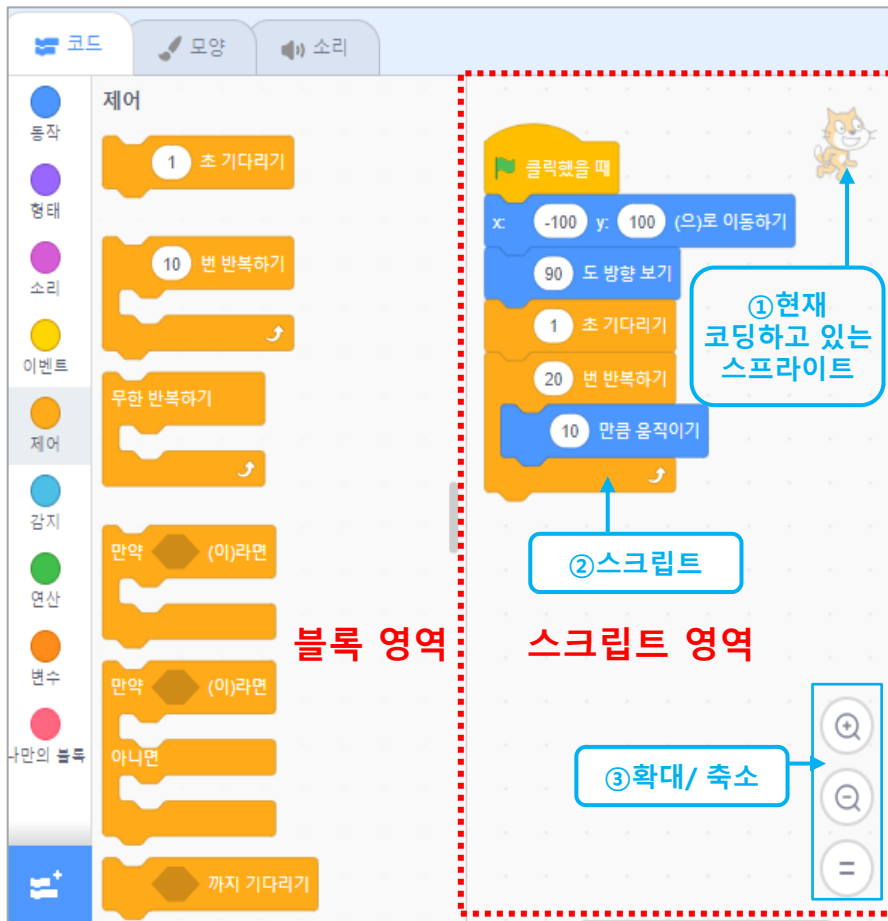 코드
모양
소리
동작
형태
소리
이벤트
제어
감지
연산
변수
나만의 블록
제어
1 초 기다리기
10 번 반복하기
무한 반복하기
만약 (이)라면
만약 (이)라면
아니면
까지 기다리기
블록 영역
클릭했을 때
x: -100 y: 100 (으)로 이동하기
90 도 방향 보기
1 초 기다리기
20 번 반복하기
10 만큼 움직이기
①현재
코딩하고 있는
스프라이트
②스크립트
스크립트 영역
③확대/ 축소